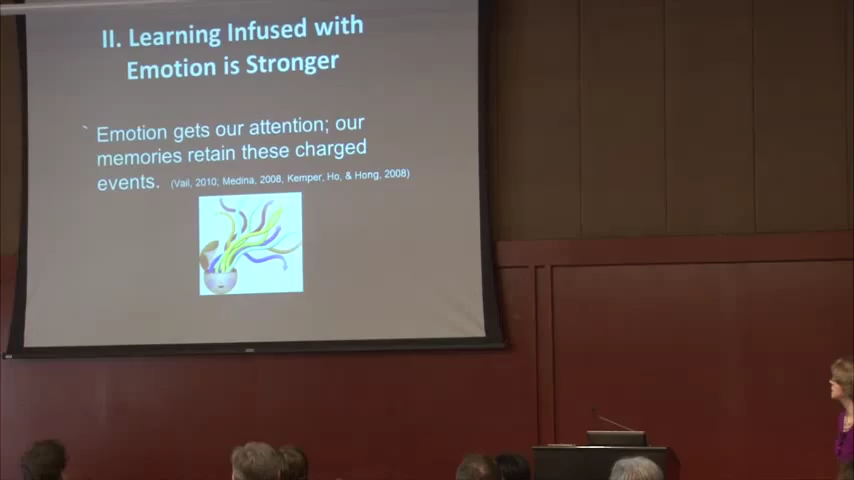 II. Learning Infused with
Emotion is Stronger
Emotion gets our attention; our
memories retain these charged
events. (Vail, 2010; Medina, 2008, Kemper, Ho, & Hong, 2008)